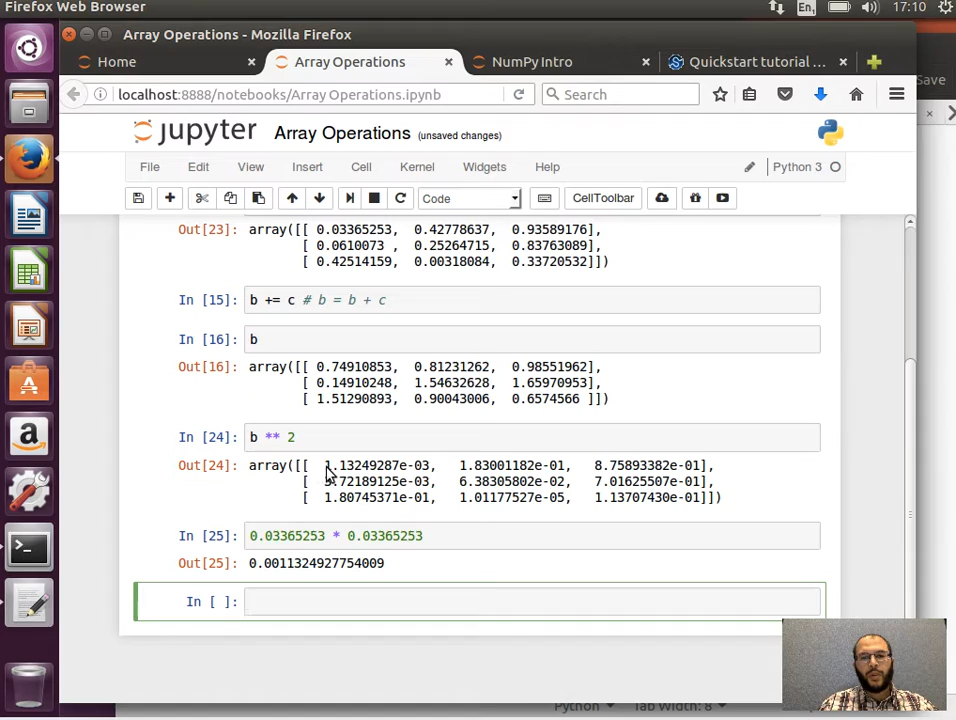 Firefox Web Browser
En1
17:10
Array Operations - Mozilla Firefox
Home
Array Operations
NumPy Intro
Quickstart tutorial ...
localhost:8888/notebooks/Array Operations.ipynb
Search
Save
jupyter Array Operations (unsaved changes)
File Edit View Insert Cell Kernel Widgets Help
Python 3
Code
CellToolbar
Out[23]: array([[ 0.03365253, 0.42778637, 0.93589176],
[ 0.0610073 , 0.25264715, 0.83763089],
[ 0.42514159, 0.00318084, 0.33720532]])
In [15]: b += c # b = b + c
In [16]: b
Out[16]: array([[ 0.74910853, 0.81231262, 0.98551962],
[ 0.14910248, 1.54632628, 1.65970953],
[ 1.51290893, 0.90043006, 0.6574566 ]])
In [24]: b ** 2
Out[24]: array([[ 1.13249287e-03, 1.83001182e-01, 8.75893382e-01],
[ 3.72189125e-03, 6.38305802e-02, 7.01625507e-01],
[ 1.80745371e-01, 1.01177527e-05, 1.13707430e-01]])
In [25]: 0.03365253 * 0.03365253
Out[25]: 0.0011324927754009
In [ ]:
Python
Tab Width: 8